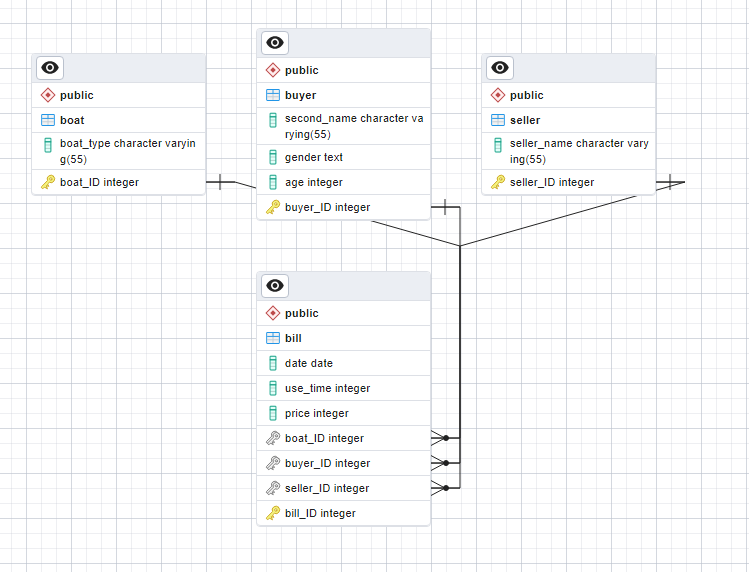 public
boat
boat_type character varyin
g(55)
boat_ID integer
public
buyer
second_name character va
rying(55)
gender text
age integer
buyer_ID integer
public
seller
seller_name character vary
ing(55)
seller_ID integer
public
bill
date date
use_time integer
price integer
boat_ID integer
buyer_ID integer
seller_ID integer
bill_ID integer